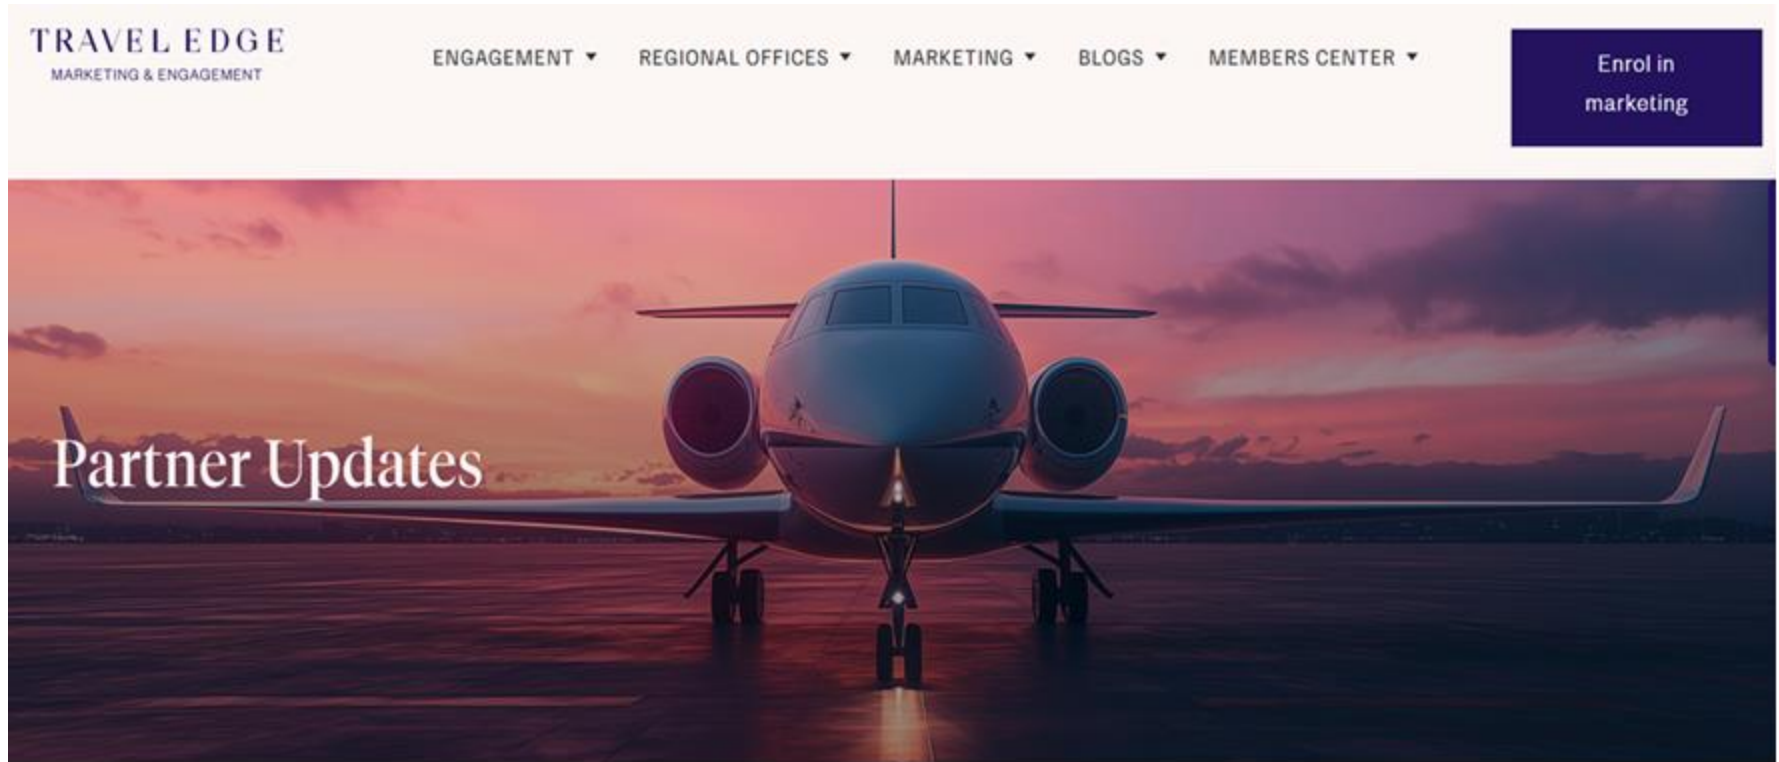 TRAVEL EDGE
MARKETING & ENGAGEMENT
ENGAGEMENT
REGIONAL OFFICES
MARKETING
BLOGS
MEMBERS CENTER
Enrol in
marketing
Partner Updates